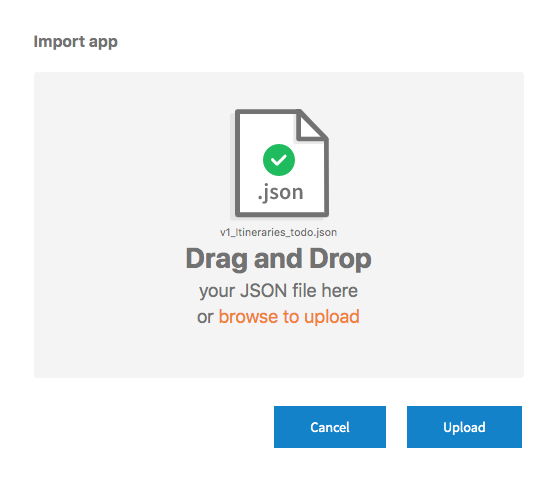 Import app
.json
v1_Itineraries_todo.json
Drag and Drop
your JSON file here
or browse to upload
Cancel
Upload